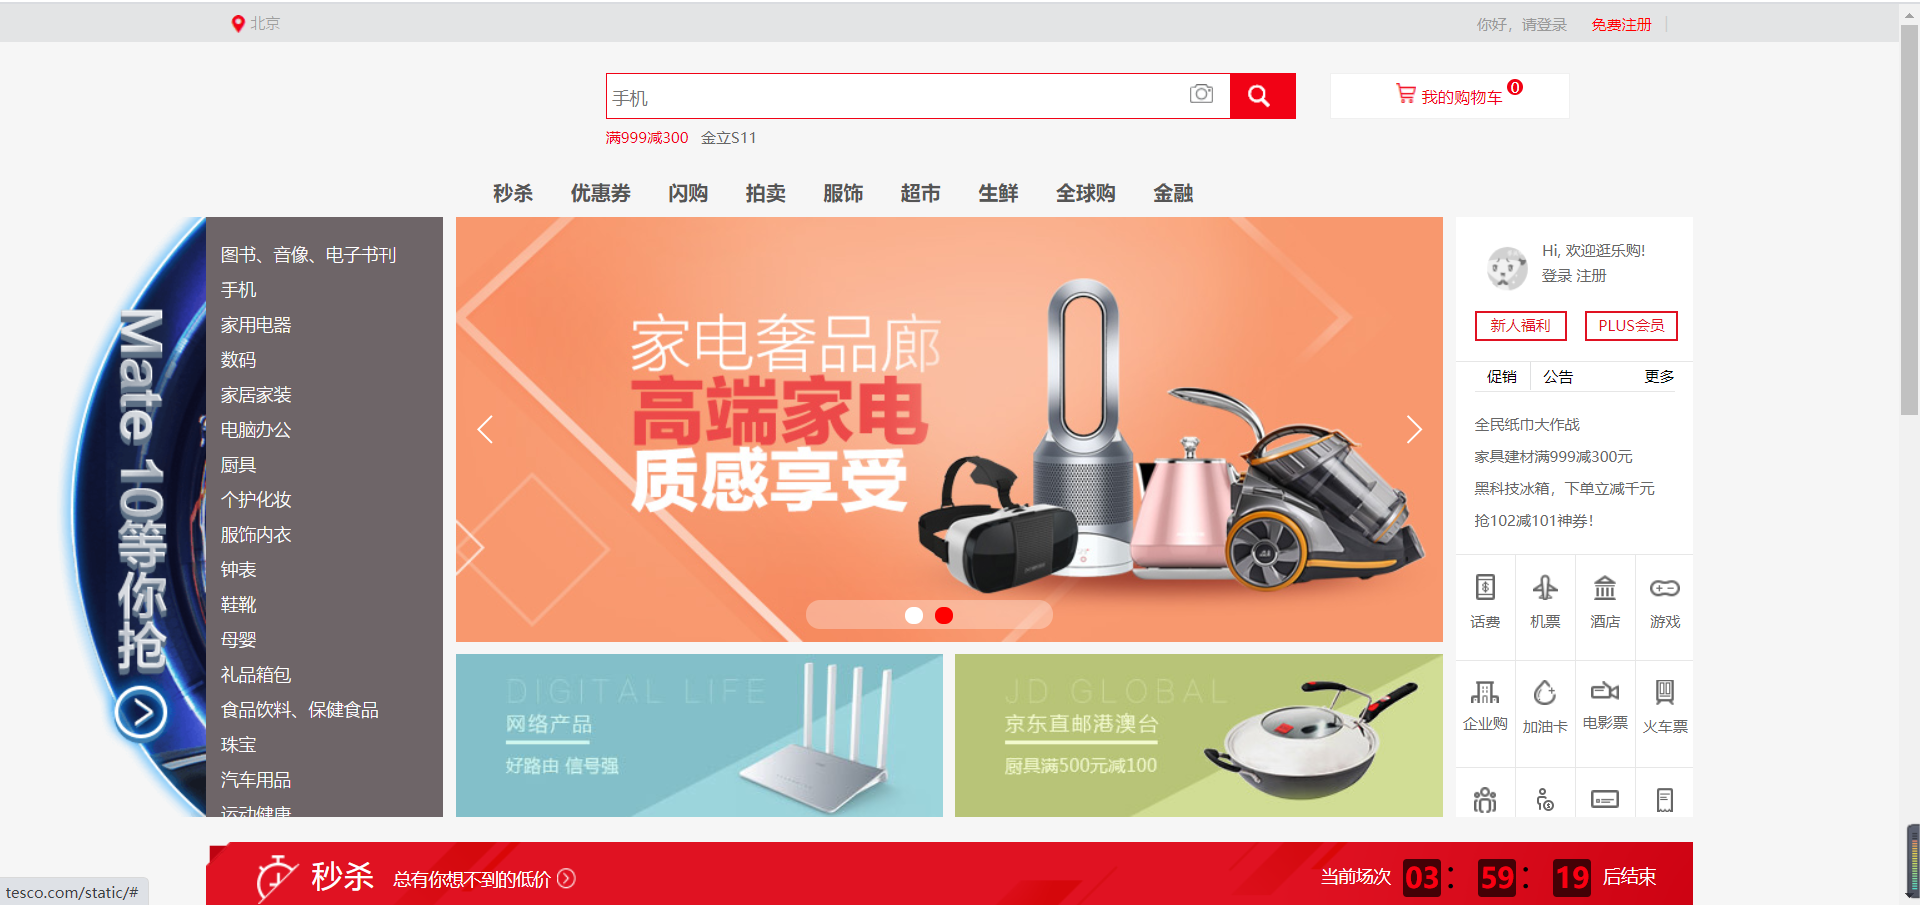 北京
你好，请登录 免费注册
手机
我的购物车 0
满999减300 金立S11
秒杀 优惠券 闪购 拍卖 服饰 超市 生鲜 全球购 金融
Mate 10等你抢
图书、音像、电子书刊
手机
家用电器
数码
家居家装
电脑办公
厨具
个护化妆
服饰内衣
钟表
鞋靴
母婴
礼品箱包
食品饮料、保健食品
珠宝
汽车用品
运动健康
家电奢品廊
高端家电
质感享受
DIGITAL LIFE
网络产品
好路由 信号强
JD GLOBAL
京东直邮港澳台
厨具满500元减100
Hi, 欢迎逛乐购!
登录 注册
新人福利 PLUS会员
促销 公告 更多
全民纸巾大作战
家具建材满999减300元
黑科技冰箱，下单立减千元
抢102减101神券！
话费 机票 酒店 游戏
企业购 加油卡 电影票 火车票
秒杀 总有你想不到的低价
当前场次 03 : 59 : 19 后结束
tesco.com/static/#